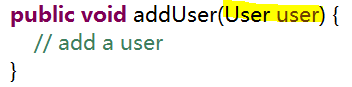 public void addUser(User user) {
// add a user
}